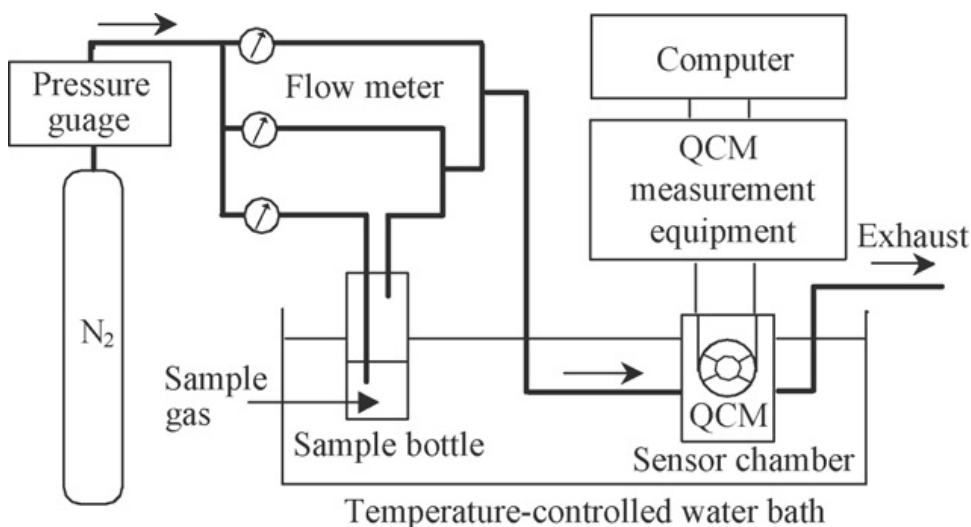 Pressure
guage
Flow meter
Computer
QCM
measurement
equipment
Exhaust
N₂
Sample
gas
Sample bottle
QCM
Sensor chamber
Temperature-controlled water bath